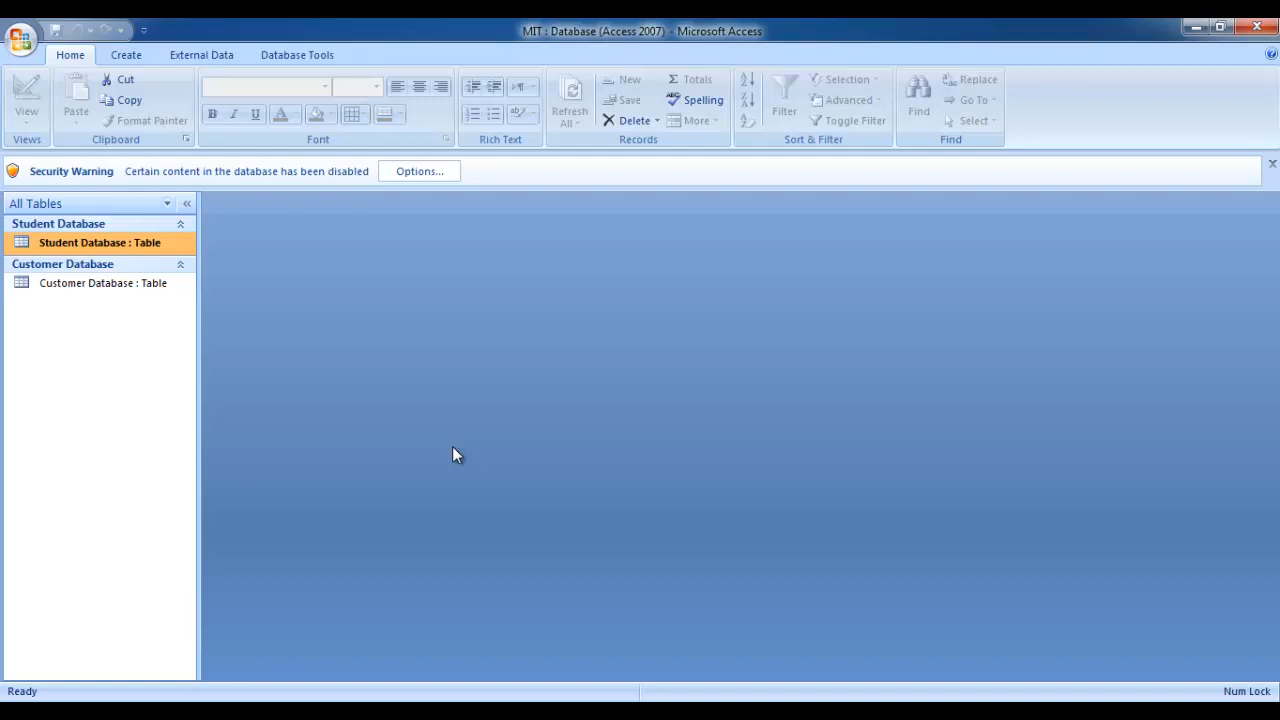 MIT : Database (Access 2007) - Microsoft Access
Home Create External Data Database Tools
View
Views
Paste
Cut
Copy
Format Painter
Clipboard
B I U A
Font
Rich Text
Refresh All
New
Save
Delete
Σ Totals
ABC Spelling
More
Records
Filter
Selection
Advanced
Toggle Filter
Sort & Filter
Find
Replace
Go To
Select
Find
Security Warning Certain content in the database has been disabled Options...
All Tables
Student Database
Student Database : Table
Customer Database
Customer Database : Table
Ready Num Lock